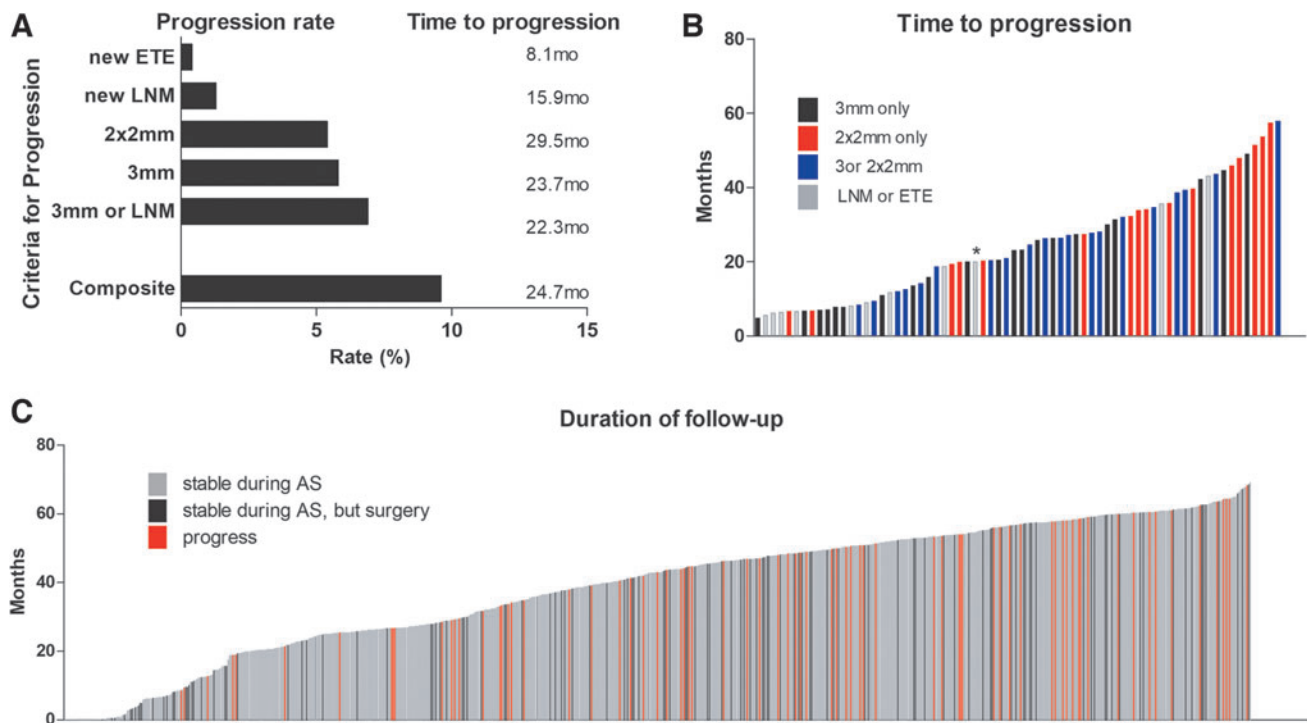 A
Progression rate Time to progression
Criteria for Progression
new ETE 8.1mo
new LNM 15.9mo
2x2mm 29.5mo
3mm 23.7mo
3mm or LNM 22.3mo
Composite 24.7mo
0 5 10 15
Rate (%)
B
Time to progression
Months
80
60
40
20
0
3mm only
2x2mm only
3or 2x2mm
LNM or ETE
*
C
Duration of follow-up
Months
80
60
40
20
0
stable during AS
stable during AS, but surgery
progress